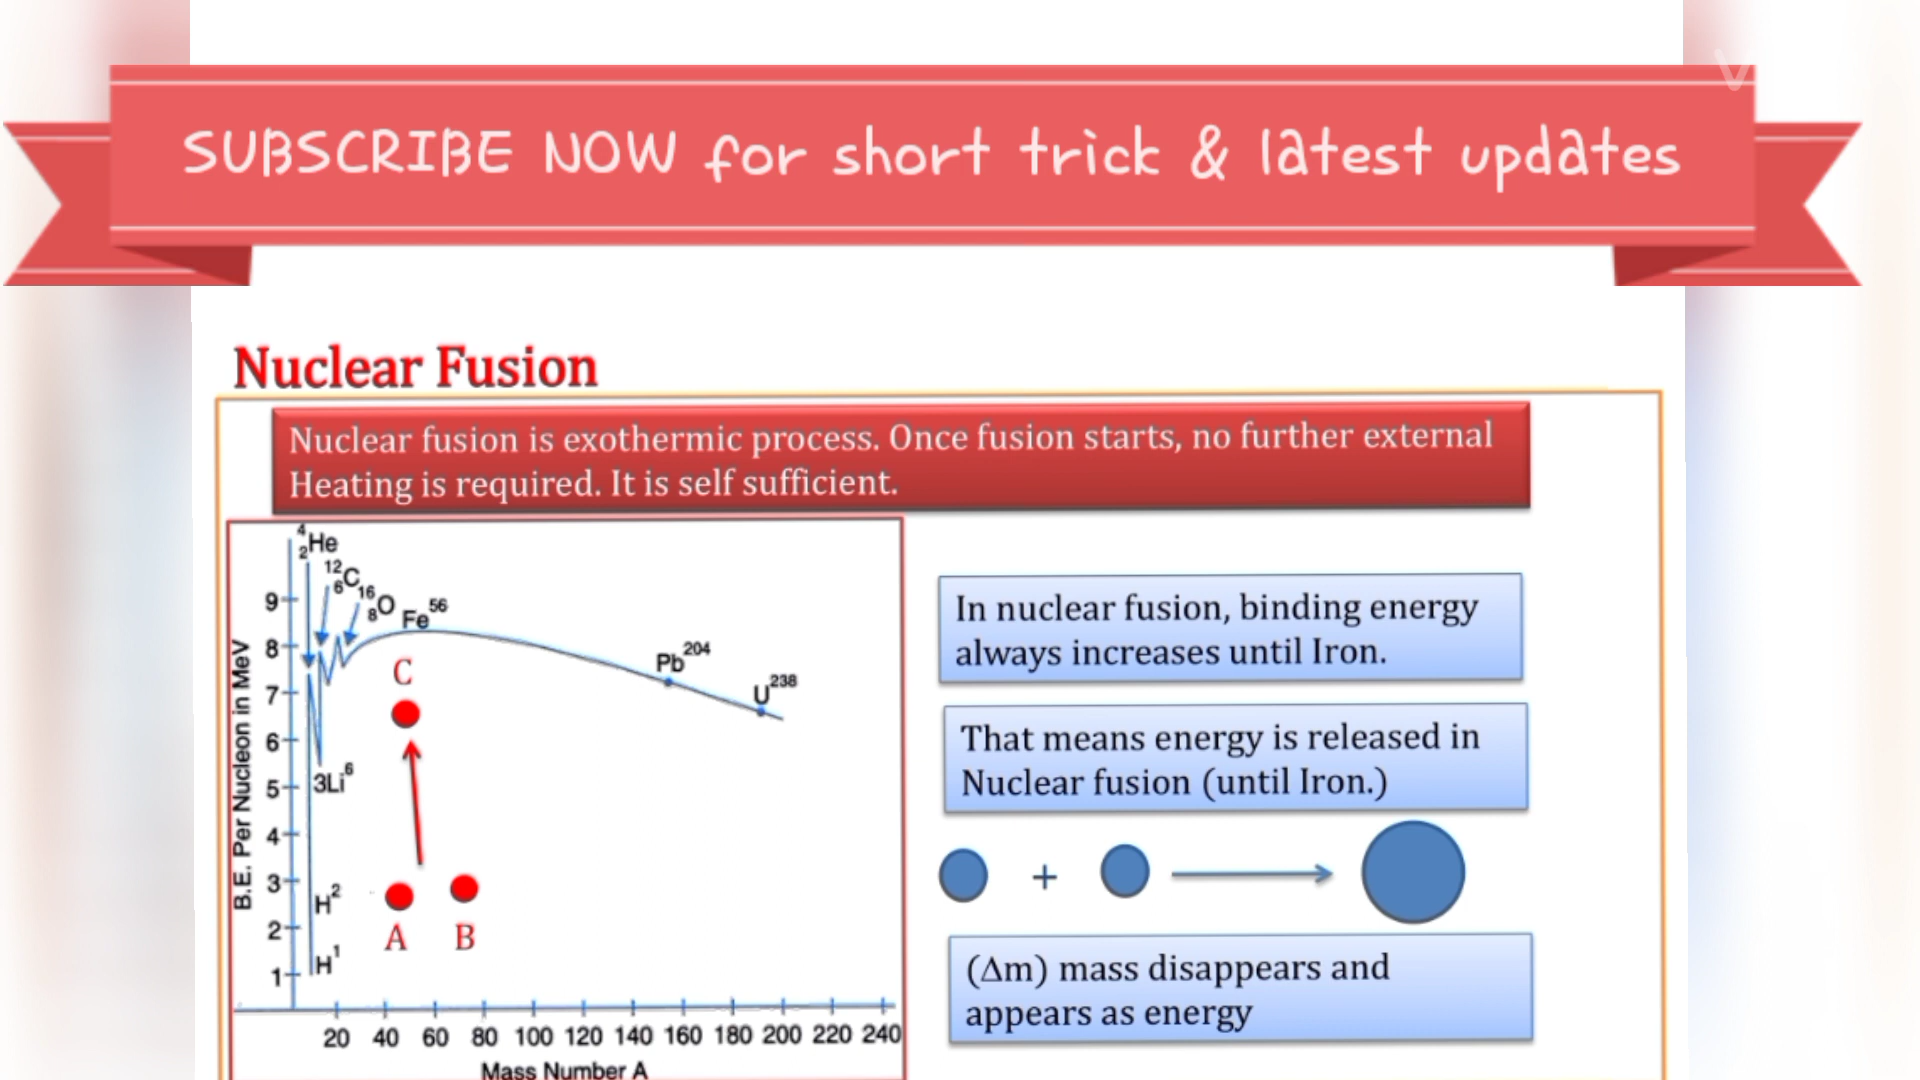 SUBSCRIBE NOW for short trick & latest updates
V
Nuclear Fusion
Nuclear fusion is exothermic process. Once fusion starts, no further external
Heating is required. It is self sufficient.
B.E. Per Nucleon in MeV
9
8
7
6
5
4
3
2
1
4
2He
12
6C
16
8O
Fe56
Pb204
U238
3Li6
H2
H1
C
A B
20 40 60 80 100 120 140 160 180 200 220 240
Mass Number A
In nuclear fusion, binding energy
always increases until Iron.
That means energy is released in
Nuclear fusion (until Iron.)
+
(Δm) mass disappears and
appears as energy